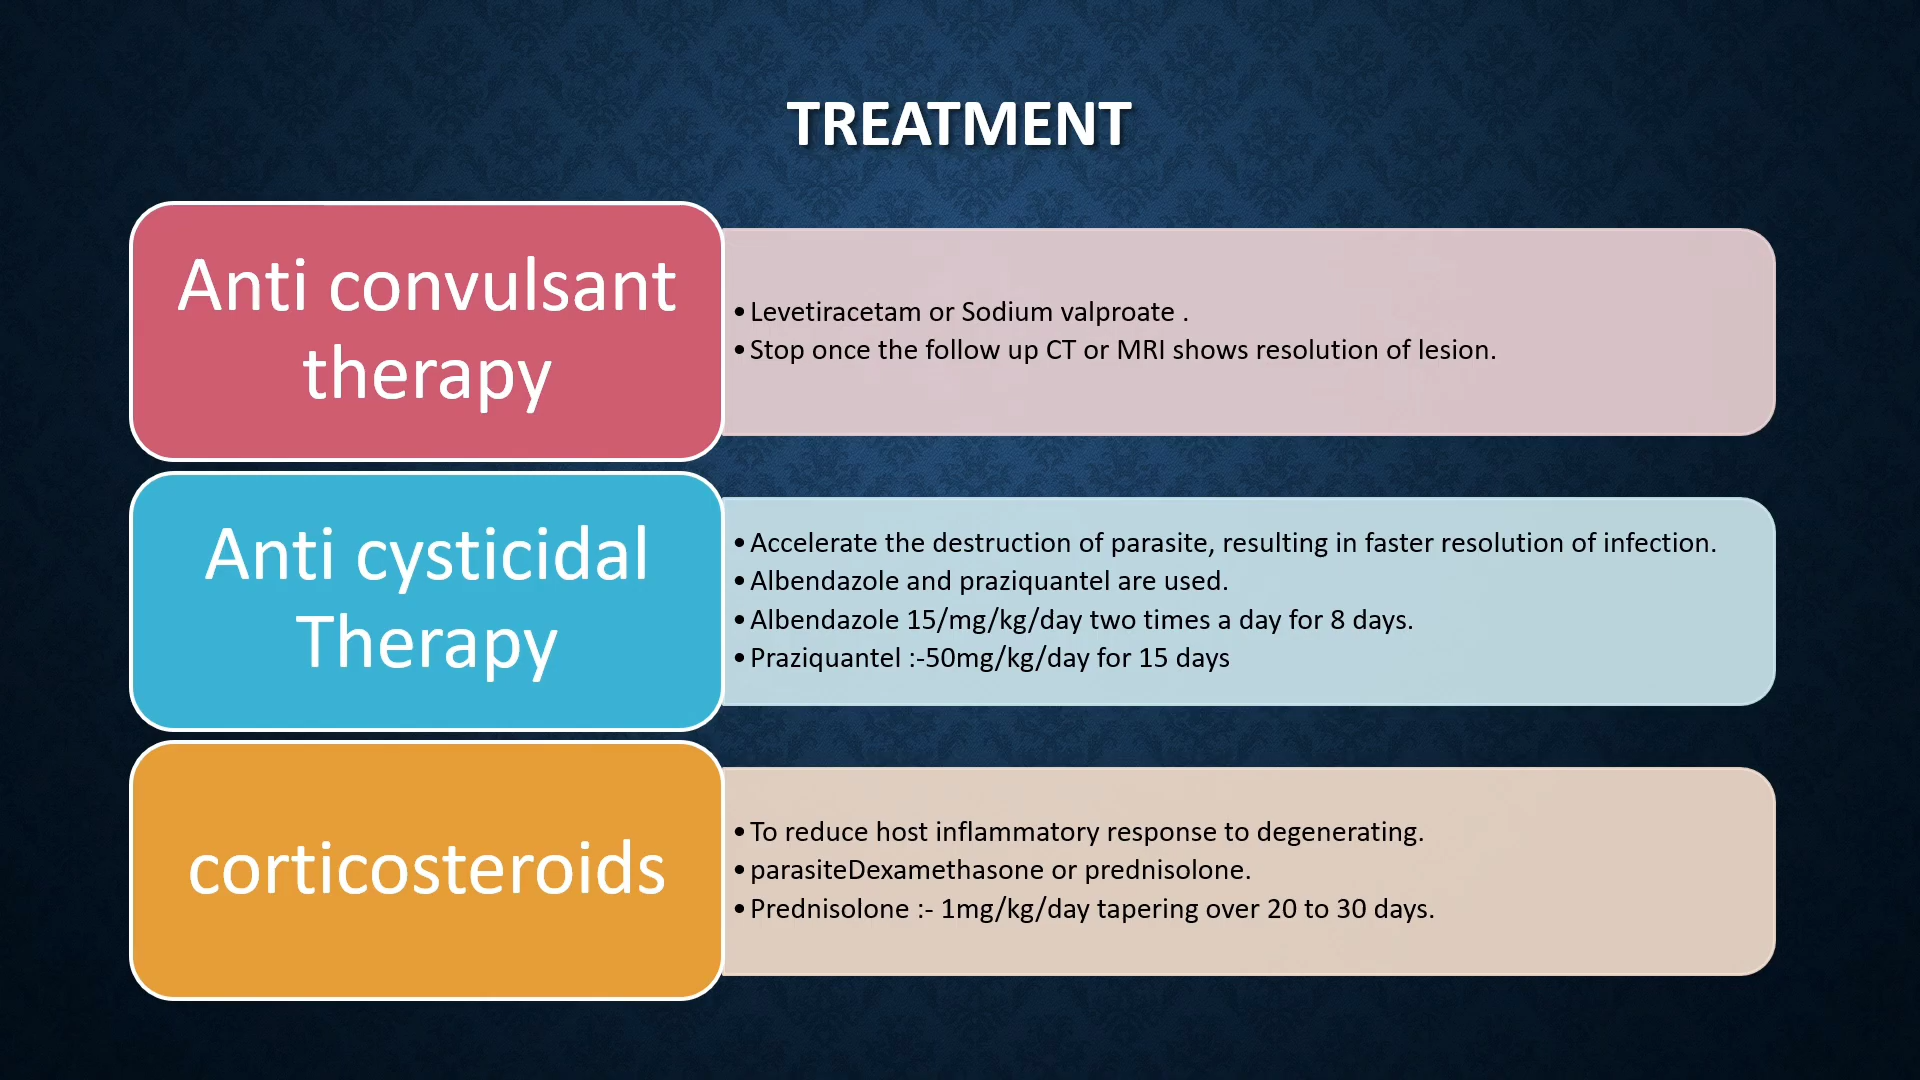 TREATMENT
Anti convulsant
therapy
•Levetiracetam or Sodium valproate .
•Stop once the follow up CT or MRI shows resolution of lesion.
Anti cysticidal
Therapy
•Accelerate the destruction of parasite, resulting in faster resolution of infection.
•Albendazole and praziquantel are used.
•Albendazole 15/mg/kg/day two times a day for 8 days.
•Praziquantel :-50mg/kg/day for 15 days
corticosteroids
•To reduce host inflammatory response to degenerating.
•parasiteDexamethasone or prednisolone.
•Prednisolone :- 1mg/kg/day tapering over 20 to 30 days.